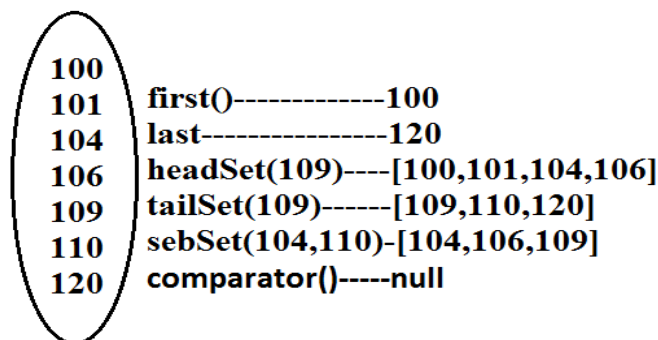 100
101
104
106
109
110
120
first()-------------100
last----------------120
headSet(109)----[100,101,104,106]
tailSet(109)------[109,110,120]
sebSet(104,110)-[104,106,109]
comparator()-----null